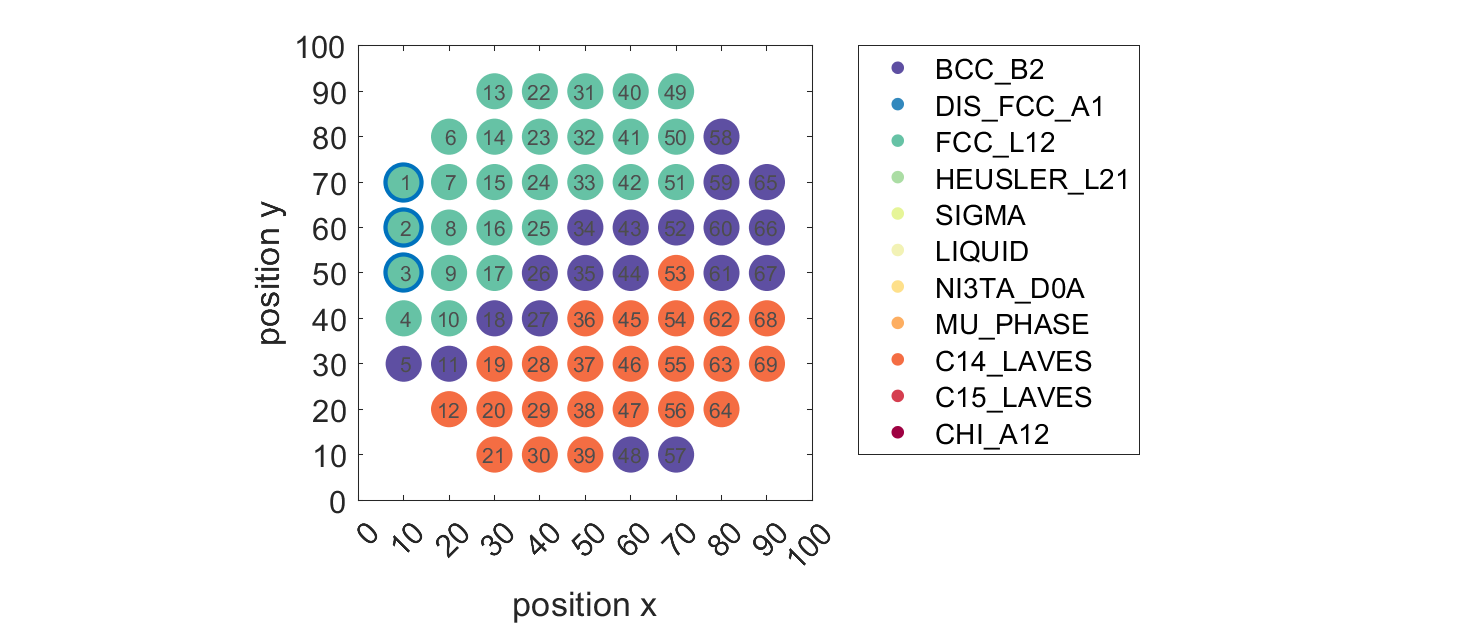 100
90 13 22 31 40 49
80 6 14 23 32 41 50 58
70 1 7 15 24 33 42 51 59 65
60 2 8 16 25 34 43 52 60 66
50 3 9 17 26 35 44 53 61 67
40 4 10 18 27 36 45 54 62 68
30 5 11 19 28 37 46 55 63 69
20 12 20 29 38 47 56 64
10 21 30 39 48 57
0
position y
0 10 20 30 40 50 60 70 80 90 100
position x
BCC_B2
DIS_FCC_A1
FCC_L12
HEUSLER_L21
SIGMA
LIQUID
NI3TA_D0A
MU_PHASE
C14_LAVES
C15_LAVES
CHI_A12